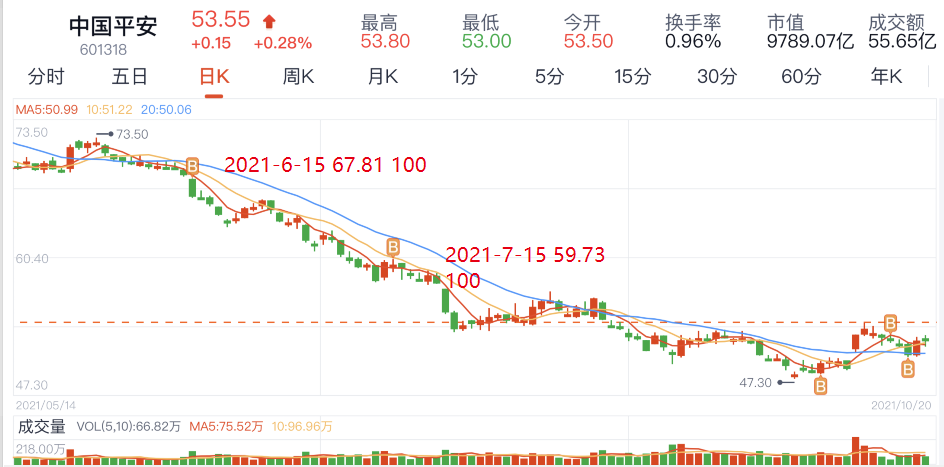 中国平安
601318
53.55
+0.15 +0.28%
最高 最低 今开 换手率 市值 成交额
53.80 53.00 53.50 0.96% 9789.07亿 55.65亿
分时 五日 日K 周K 月K 1分 5分 15分 30分 60分 年K
MA5:50.99 10:51.22 20:50.06
73.50
73.50
B
2021-6-15 67.81 100
B
2021-7-15 59.73
100
60.40
B
B
47.30
47.30
B
2021/05/14 2021/10/20
成交量 VOL(5,10):66.82万 MA5:75.52万 10:96.96万
218.00万